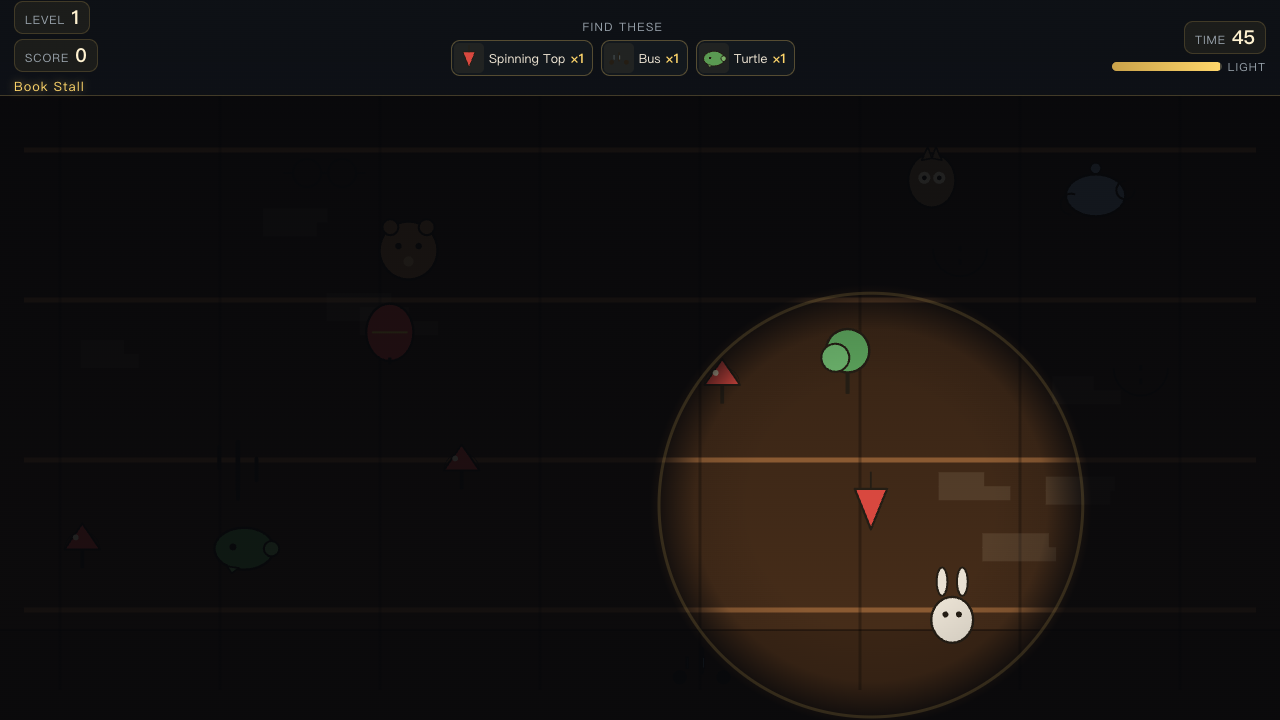 LEVEL 1
SCORE 0
Book Stall
FIND THESE
Spinning Top ×1
Bus ×1
Turtle ×1
TIME 45
LIGHT